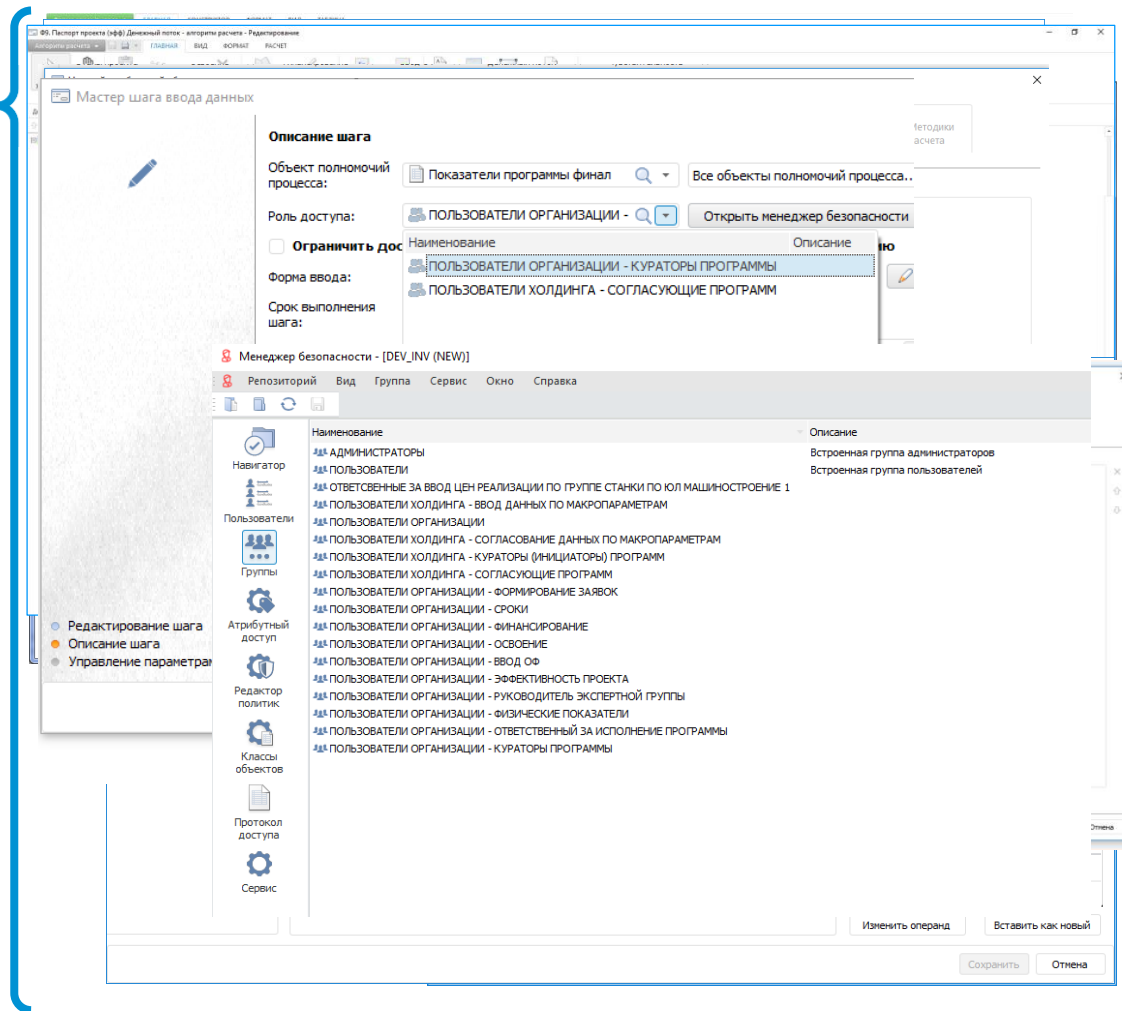 Ф9. Паспорт проекта (эфф) Денежный поток - алгоритм расчета - Редактирование
Алгоритм расчета ГЛАВНАЯ ВИД ФОРМАТ РАСЧЕТ
Мастер шага ввода данных
Методики
расчета
Описание шага
Объект полномочий
процесса:
Показатели программы финал
Все объекты полномочий процесса...
Роль доступа:
ПОЛЬЗОВАТЕЛИ ОРГАНИЗАЦИИ -
Открыть менеджер безопасности
Ограничить дос
ию
Наименование Описание
ПОЛЬЗОВАТЕЛИ ОРГАНИЗАЦИИ - КУРАТОРЫ ПРОГРАММЫ
Форма ввода:
ПОЛЬЗОВАТЕЛИ ХОЛДИНГА - СОГЛАСУЮЩИЕ ПРОГРАММ
Срок выполнения
шага:
Менеджер безопасности - [DEV_INV (NEW)]
Репозиторий Вид Группа Сервис Окно Справка
Наименование Описание
АДМИНИСТРАТОРЫ Встроенная группа администраторов
ПОЛЬЗОВАТЕЛИ Встроенная группа пользователей
ОТВЕТСВЕННЫЕ ЗА ВВОД ЦЕН РЕАЛИЗАЦИИ ПО ГРУППЕ СТАНКИ ПО ЮЛ МАШИНОСТРОЕНИЕ 1
ПОЛЬЗОВАТЕЛИ ХОЛДИНГА - ВВОД ДАННЫХ ПО МАКРОПАРАМЕТРАМ
ПОЛЬЗОВАТЕЛИ ОРГАНИЗАЦИИ
ПОЛЬЗОВАТЕЛИ ХОЛДИНГА - СОГЛАСОВАНИЕ ДАННЫХ ПО МАКРОПАРАМЕТРАМ
ПОЛЬЗОВАТЕЛИ ХОЛДИНГА - КУРАТОРЫ (ИНИЦИАТОРЫ) ПРОГРАММ
ПОЛЬЗОВАТЕЛИ ХОЛДИНГА - СОГЛАСУЮЩИЕ ПРОГРАММ
ПОЛЬЗОВАТЕЛИ ОРГАНИЗАЦИИ - ФОРМИРОВАНИЕ ЗАЯВОК
ПОЛЬЗОВАТЕЛИ ОРГАНИЗАЦИИ - СРОКИ
ПОЛЬЗОВАТЕЛИ ОРГАНИЗАЦИИ - ФИНАНСИРОВАНИЕ
ПОЛЬЗОВАТЕЛИ ОРГАНИЗАЦИИ - ОСВОЕНИЕ
ПОЛЬЗОВАТЕЛИ ОРГАНИЗАЦИИ - ВВОД ОФ
ПОЛЬЗОВАТЕЛИ ОРГАНИЗАЦИИ - ЭФФЕКТИВНОСТЬ ПРОЕКТА
ПОЛЬЗОВАТЕЛИ ОРГАНИЗАЦИИ - РУКОВОДИТЕЛЬ ЭКСПЕРТНОЙ ГРУППЫ
ПОЛЬЗОВАТЕЛИ ОРГАНИЗАЦИИ - ФИЗИЧЕСКИЕ ПОКАЗАТЕЛИ
ПОЛЬЗОВАТЕЛИ ОРГАНИЗАЦИИ - ОТВЕТСТВЕННЫЙ ЗА ИСПОЛНЕНИЕ ПРОГРАММЫ
ПОЛЬЗОВАТЕЛИ ОРГАНИЗАЦИИ - КУРАТОРЫ ПРОГРАММЫ
Навигатор
Пользователи
Группы
Атрибутный
доступ
Редактор
политик
Классы
объектов
Протокол
доступа
Сервис
Редактирование шага
Описание шага
Управление параметрам
Отмена
Изменить операнд
Вставить как новый
Сохранить
Отмена